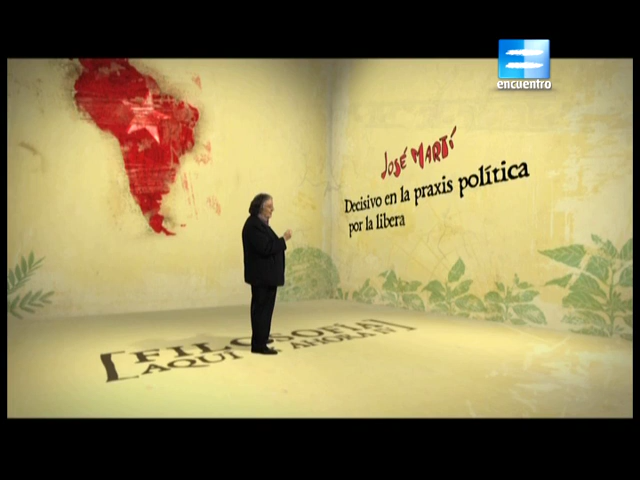 encuentro
José Martí
Decisivo en la praxis política
por la libera
[FILOSOFÍA
AQUÍ Y AHORA